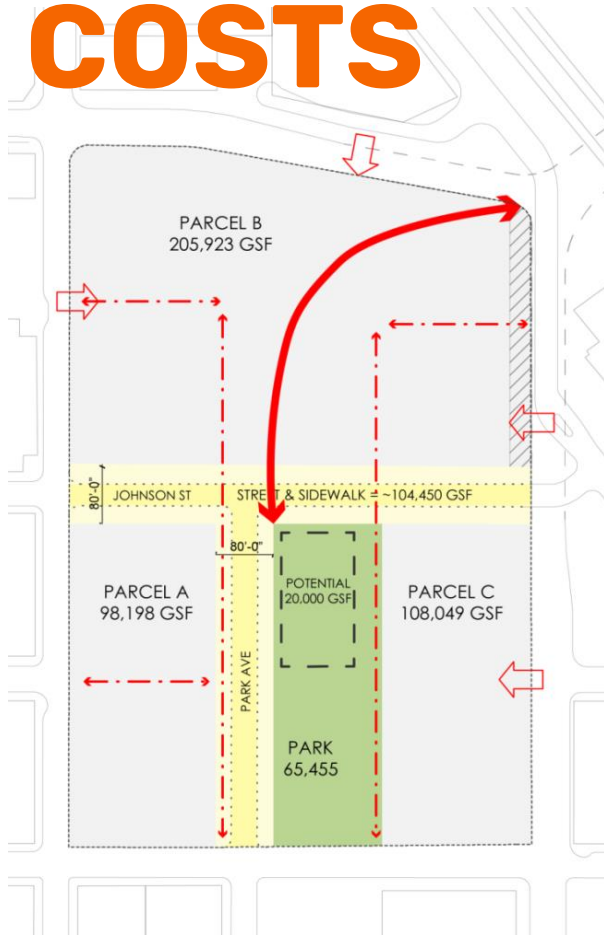 COSTS
PARCEL B
205,923 GSF
80'-0"
JOHNSON ST
STREET & SIDEWALK = ~104,450 GSF
80'-0"
PARCEL A
98,198 GSF
POTENTIAL
20,000 GSF
PARCEL C
108,049 GSF
PARK AVE
PARK
65,455